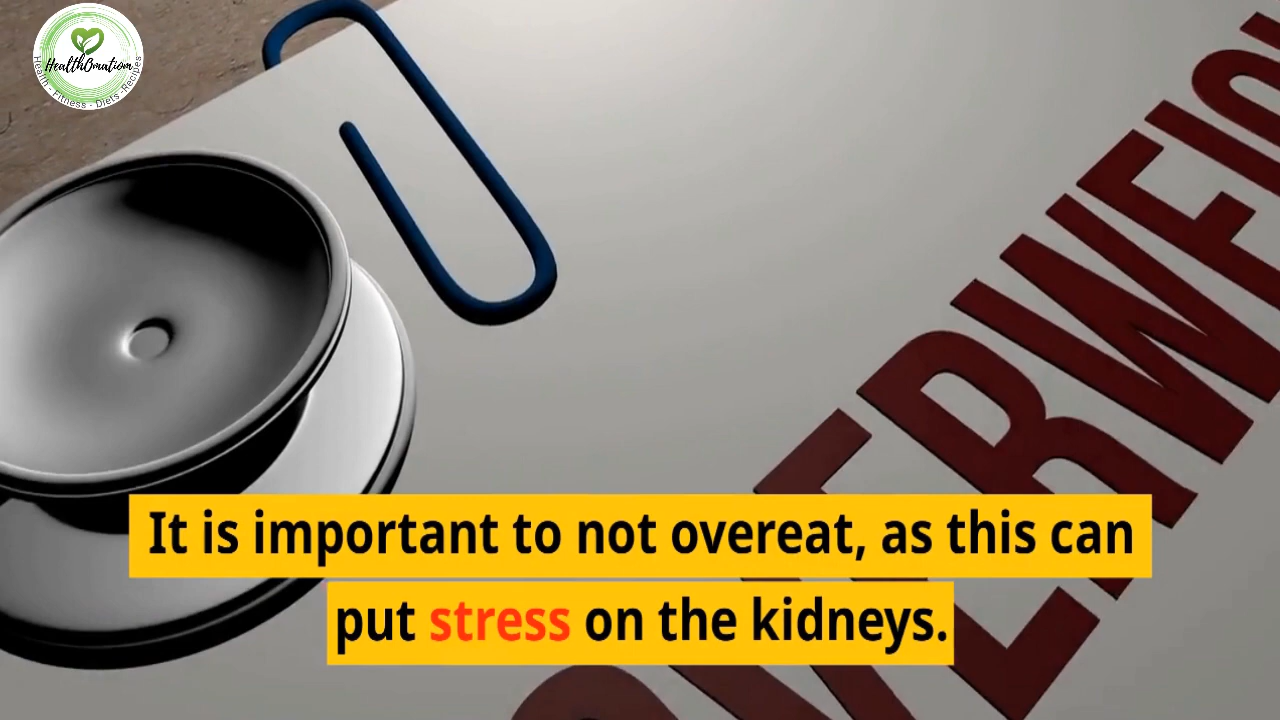 HealthOmation
Health - Fitness - Diets - Recipes
OVERWEIGH
It is important to not overeat, as this can
put stress on the kidneys.